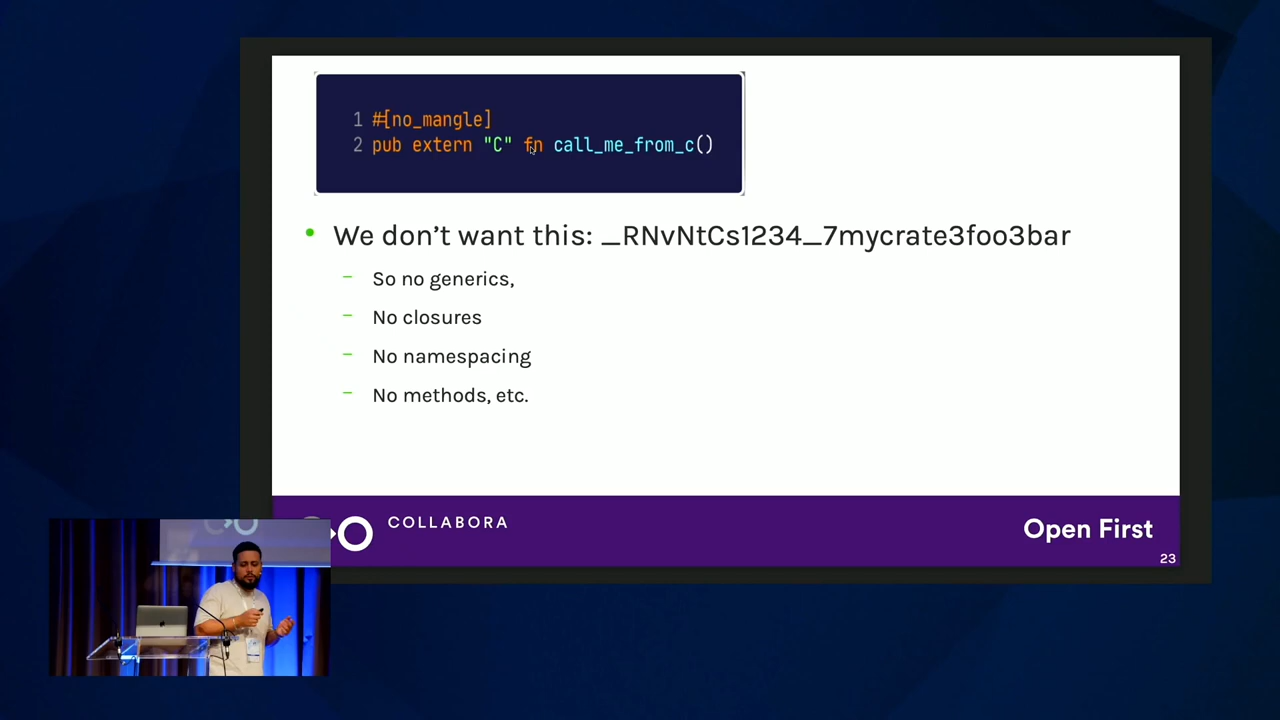 1 #[no_mangle]
2 pub extern "C" fn call_me_from_c()
• We don't want this: _RNvNtCs1234_7mycrate3foo3bar
– So no generics,
– No closures
– No namespacing
– No methods, etc.
COLLABORA
Open First
23